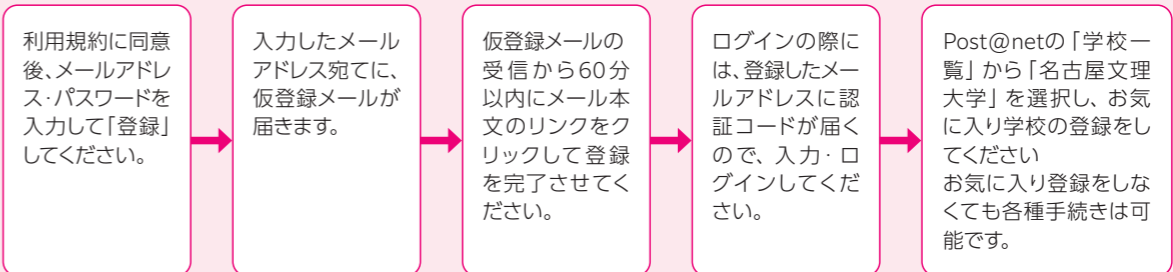 利用規約に同意
後、メールアドレ
ス・パスワードを
入力して「登録」
してください。
入力したメール
アドレス宛てに、
仮登録メールが
届きます。
仮登録メールの
受信から60分
以内にメール本
文のリンクをク
リックして登録
を完了させてく
ださい。
ログインの際に
は、登録したメー
ルアドレスに認
証コードが届く
ので、入力・ロ
グインしてくだ
さい。
Post@netの「学校一
覧」から「名古屋文理
大学」を選択し、お気
に入り学校の登録をし
てください
お気に入り登録をしな
くても各種手続きは可
能です。